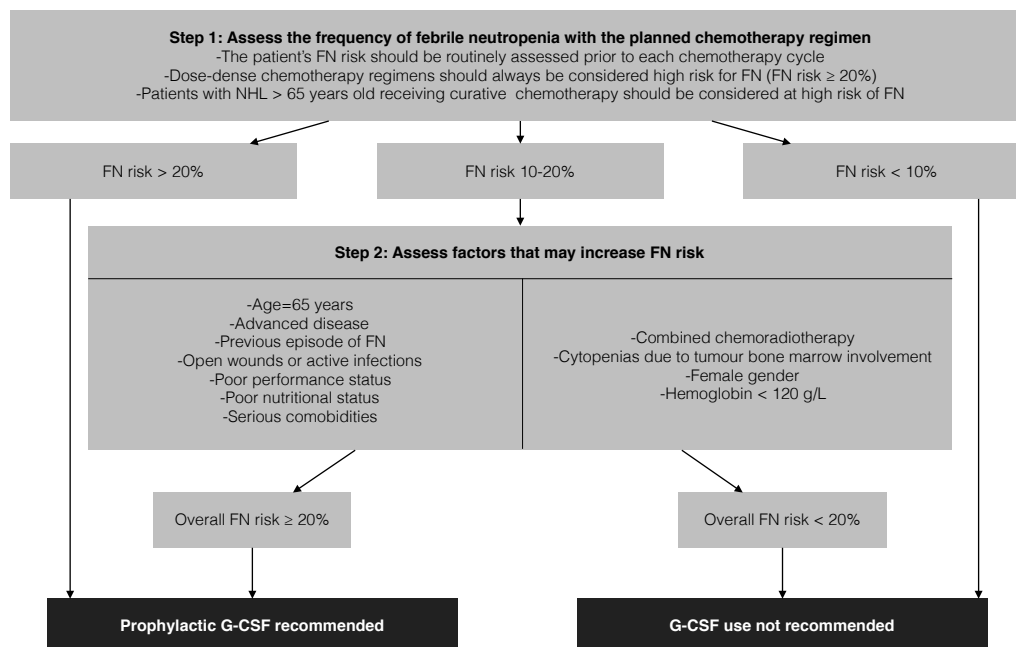 Step 1: Assess the frequency of febrile neutropenia with the planned chemotherapy regimen
-The patient's FN risk should be routinely assessed prior to each chemotherapy cycle
-Dose-dense chemotherapy regimens should always be considered high risk for FN (FN risk ≥ 20%)
-Patients with NHL > 65 years old receiving curative chemotherapy should be considered at high risk of FN
FN risk > 20%
FN risk 10-20%
FN risk < 10%
Step 2: Assess factors that may increase FN risk
-Age=65 years
-Advanced disease
-Previous episode of FN
-Open wounds or active infections
-Poor performance status
-Poor nutritional status
-Serious comobidities
-Combined chemoradiotherapy
-Cytopenias due to tumour bone marrow involvement
-Female gender
-Hemoglobin < 120 g/L
Overall FN risk ≥ 20%
Overall FN risk < 20%
Prophylactic G-CSF recommended
G-CSF use not recommended